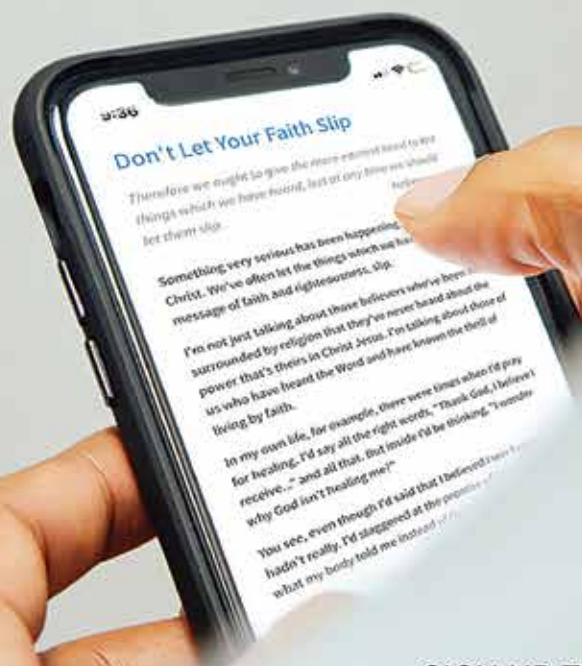 9:36
Don't Let Your Faith Slip
Therefore we ought to give the more earnest heed to the
things which we have heard, lest at any time we should
let them slip.
Something very serious has been happening
Christ. We've often let the things which we
message of faith and righteousness, slip.
I'm not just talking about those believers who've been
surrounded by religion that they've never heard about the
power that's theirs in Christ Jesus. I'm talking about those of
us who have heard the Word and have known the thrill of
living by faith.
In my own life, for example, there were times when I'd pray
for healing. I'd say all the right words, "Thank God, I believe I
receive..." and all that. But inside I'd be thinking, "I wonder
why God isn't healing me?"
You see, even though I'd said that I believed
hadn't really. I'd staggered at the
what my body told me instead